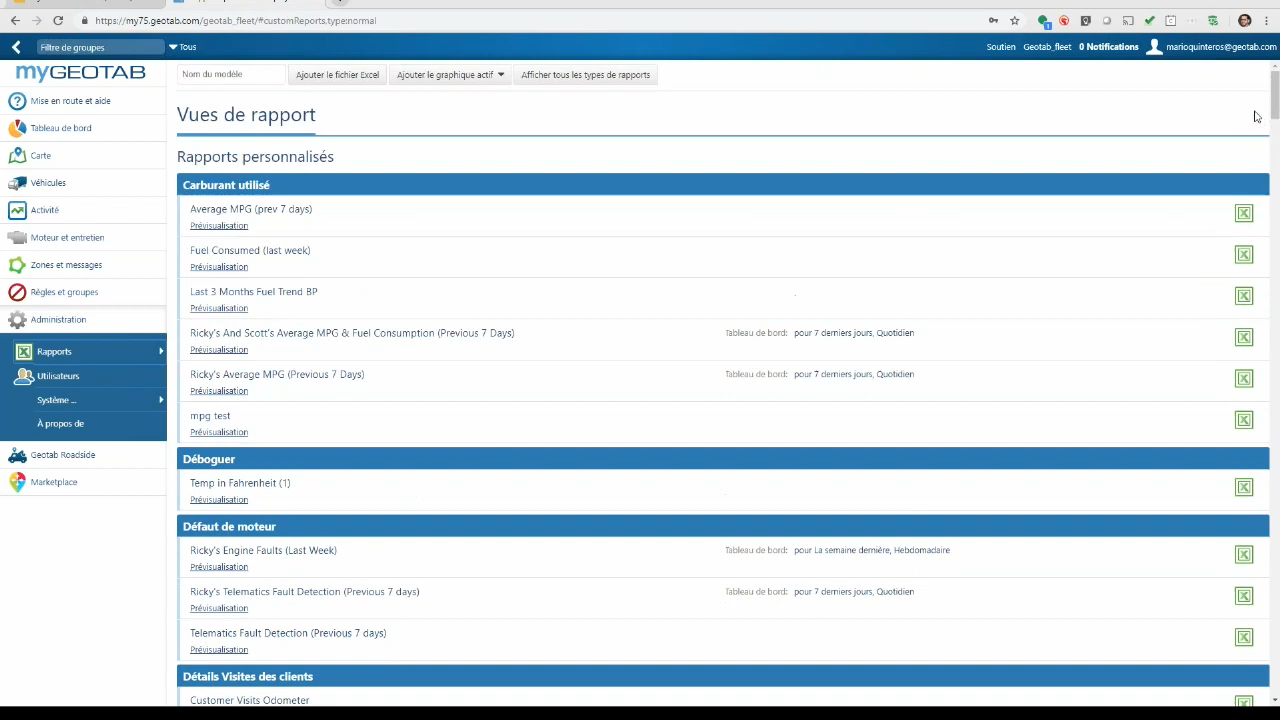 https://my75.geotab.com/geotab_fleet/#customReports,type:normal
Filtre de groupes
Tous
Soutien
Geotab_fleet
0 Notifications
marioquinteros@geotab.com
myGEOTAB
Nom du modèle
Ajouter le fichier Excel
Ajouter le graphique actif
Afficher tous les types de rapports
Mise en route et aide
Tableau de bord
Carte
Véhicules
Activité
Moteur et entretien
Zones et messages
Règles et groupes
Administration
Rapports
Utilisateurs
Système ...
À propos de
Geotab Roadside
Marketplace
Vues de rapport
Rapports personnalisés
Carburant utilisé
Average MPG (prev 7 days)
Prévisualisation
Fuel Consumed (last week)
Prévisualisation
Last 3 Months Fuel Trend BP
Prévisualisation
Ricky's And Scott's Average MPG & Fuel Consumption (Previous 7 Days)
Tableau de bord: pour 7 derniers jours, Quotidien
Prévisualisation
Ricky's Average MPG (Previous 7 Days)
Tableau de bord: pour 7 derniers jours, Quotidien
Prévisualisation
mpg test
Prévisualisation
Déboguer
Temp in Fahrenheit (1)
Prévisualisation
Défaut de moteur
Ricky's Engine Faults (Last Week)
Tableau de bord: pour La semaine dernière, Hebdomadaire
Prévisualisation
Ricky's Telematics Fault Detection (Previous 7 days)
Tableau de bord: pour 7 derniers jours, Quotidien
Prévisualisation
Telematics Fault Detection (Previous 7 days)
Prévisualisation
Détails Visites des clients
Customer Visits Odometer